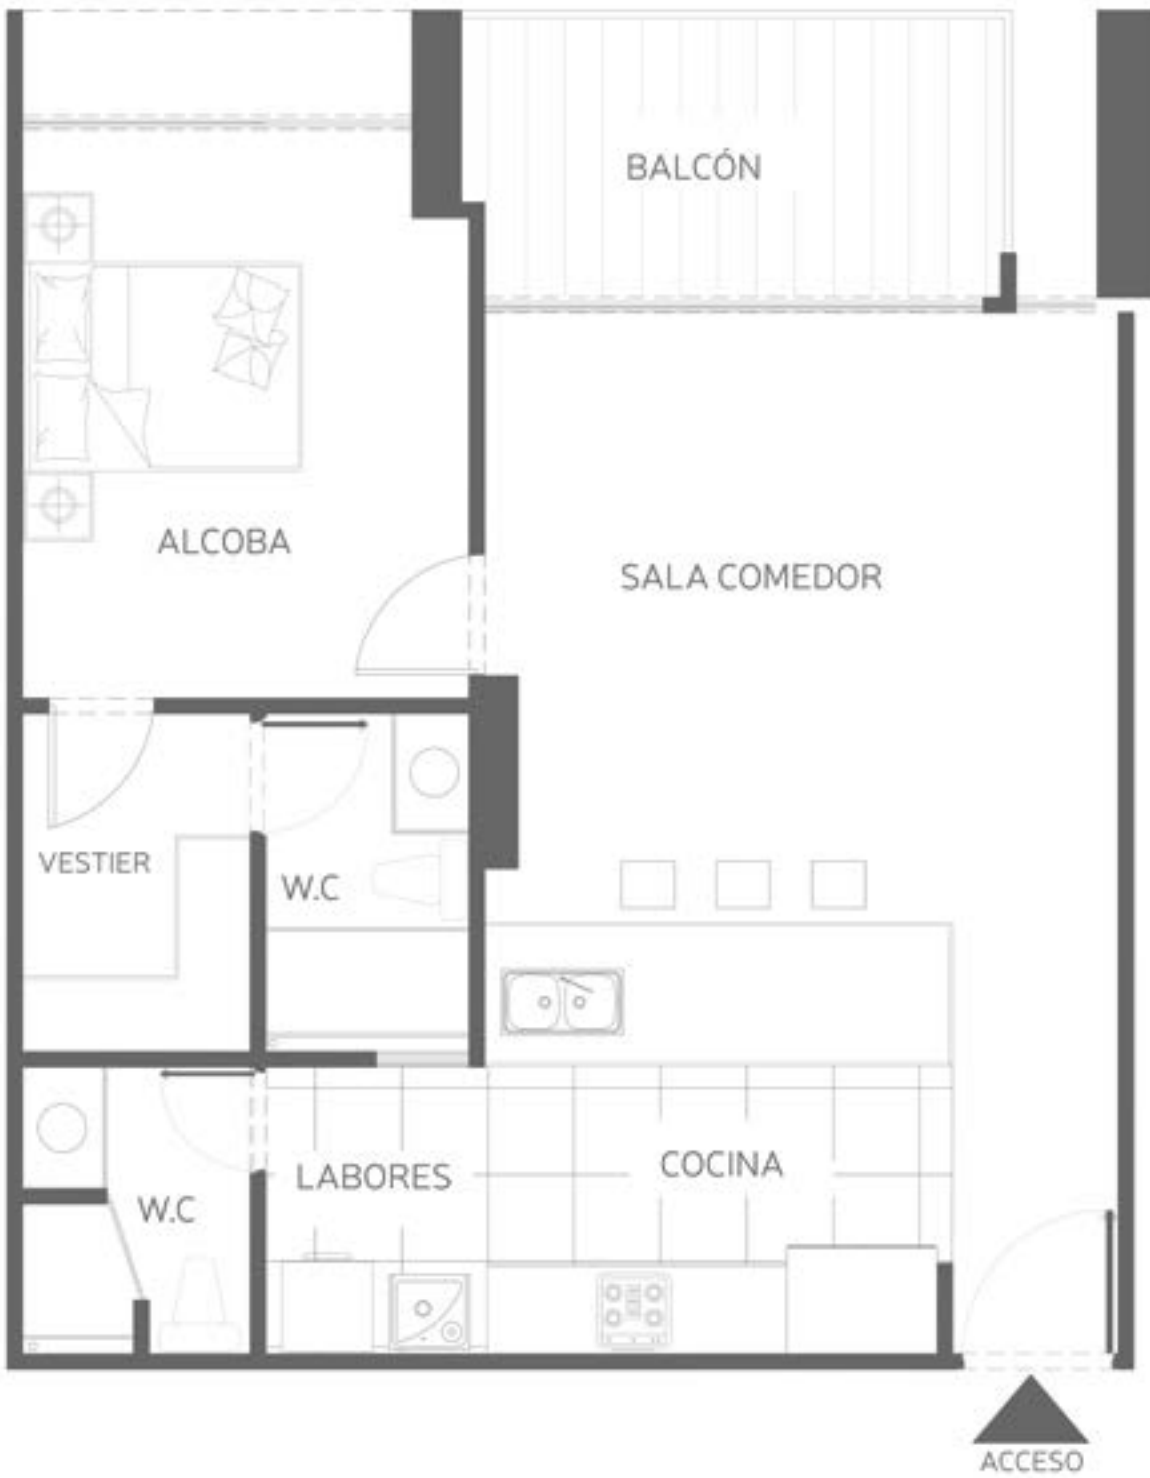 BALCÓN
ALCOBA
SALA COMEDOR
VESTIER
W.C
LABORES
COCINA
W.C
ACCESO